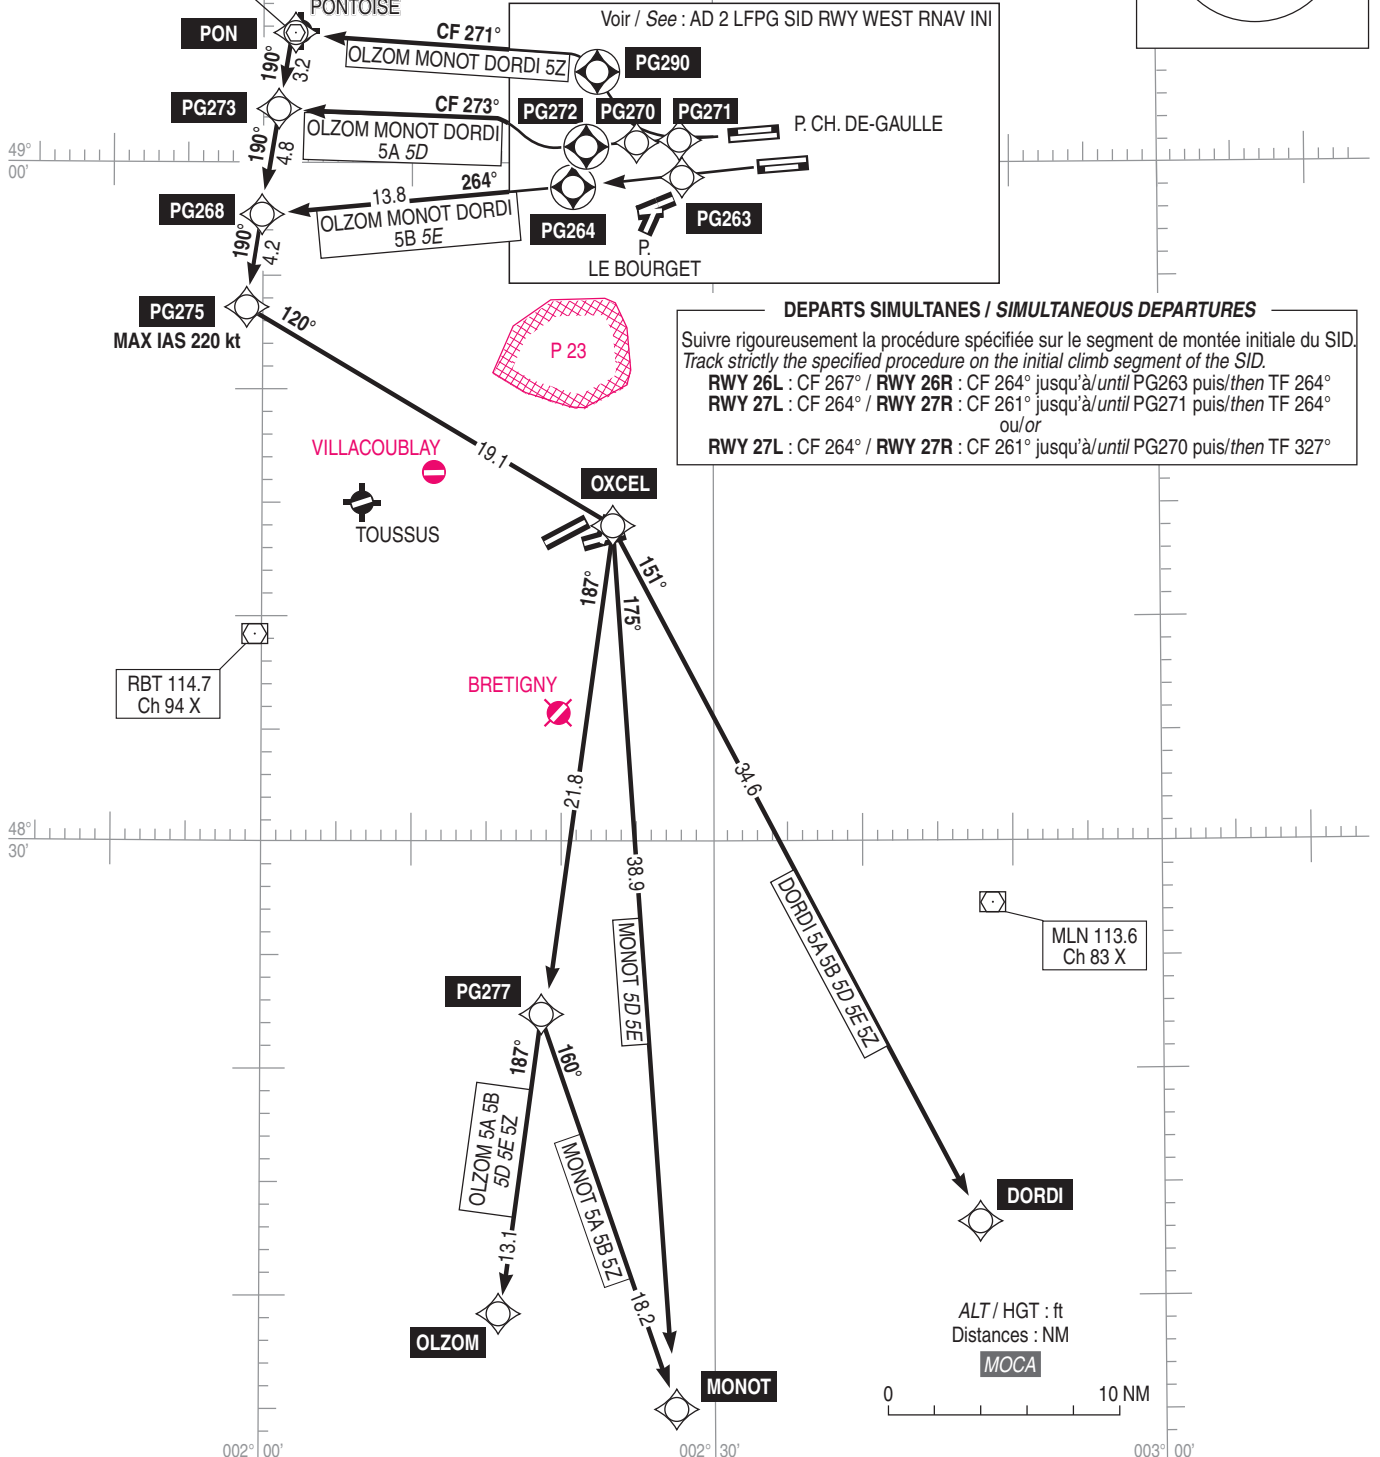 PONTOISE
PON
Voir / See : AD 2 LFPG SID RWY WEST RNAV INI
CF 271°
OLZOM MONOT DORDI 5Z
PG290
190°
3.2
PG273
CF 273°
OLZOM MONOT DORDI
5A 5D
PG272
PG270
PG271
P. CH. DE-GAULLE
49°
00'
190°
4.8
PG268
13.8
264°
OLZOM MONOT DORDI
5B 5E
PG264
PG263
P.
LE BOURGET
190°
4.2
PG275
MAX IAS 220 kt
120°
P 23
DEPARTS SIMULTANES / SIMULTANEOUS DEPARTURES
Suivre rigoureusement la procédure spécifiée sur le segment de montée initiale du SID.
Track strictly the specified procedure on the initial climb segment of the SID.
RWY 26L : CF 267° / RWY 26R : CF 264° jusqu'à/until PG263 puis/then TF 264°
RWY 27L : CF 264° / RWY 27R : CF 261° jusqu'à/until PG271 puis/then TF 264°
ou/or
RWY 27L : CF 264° / RWY 27R : CF 261° jusqu'à/until PG270 puis/then TF 327°
VILLACOUBLAY
19.1
TOUSSUS
OXCEL
187°
175°
151°
RBT 114.7
Ch 94 X
BRETIGNY
21.8
34.6
48°
30'
38.9
MONOT 5D 5E
DORDI 5A 5B 5D 5E 5Z
MLN 113.6
Ch 83 X
PG277
187°
160°
OLZOM 5A 5B
5D 5E 5Z
MONOT 5A 5B 5Z
13.1
18.2
DORDI
OLZOM
MONOT
ALT / HGT : ft
Distances : NM
MOCA
0
10 NM
002° 00'
002° 30'
003° 00'